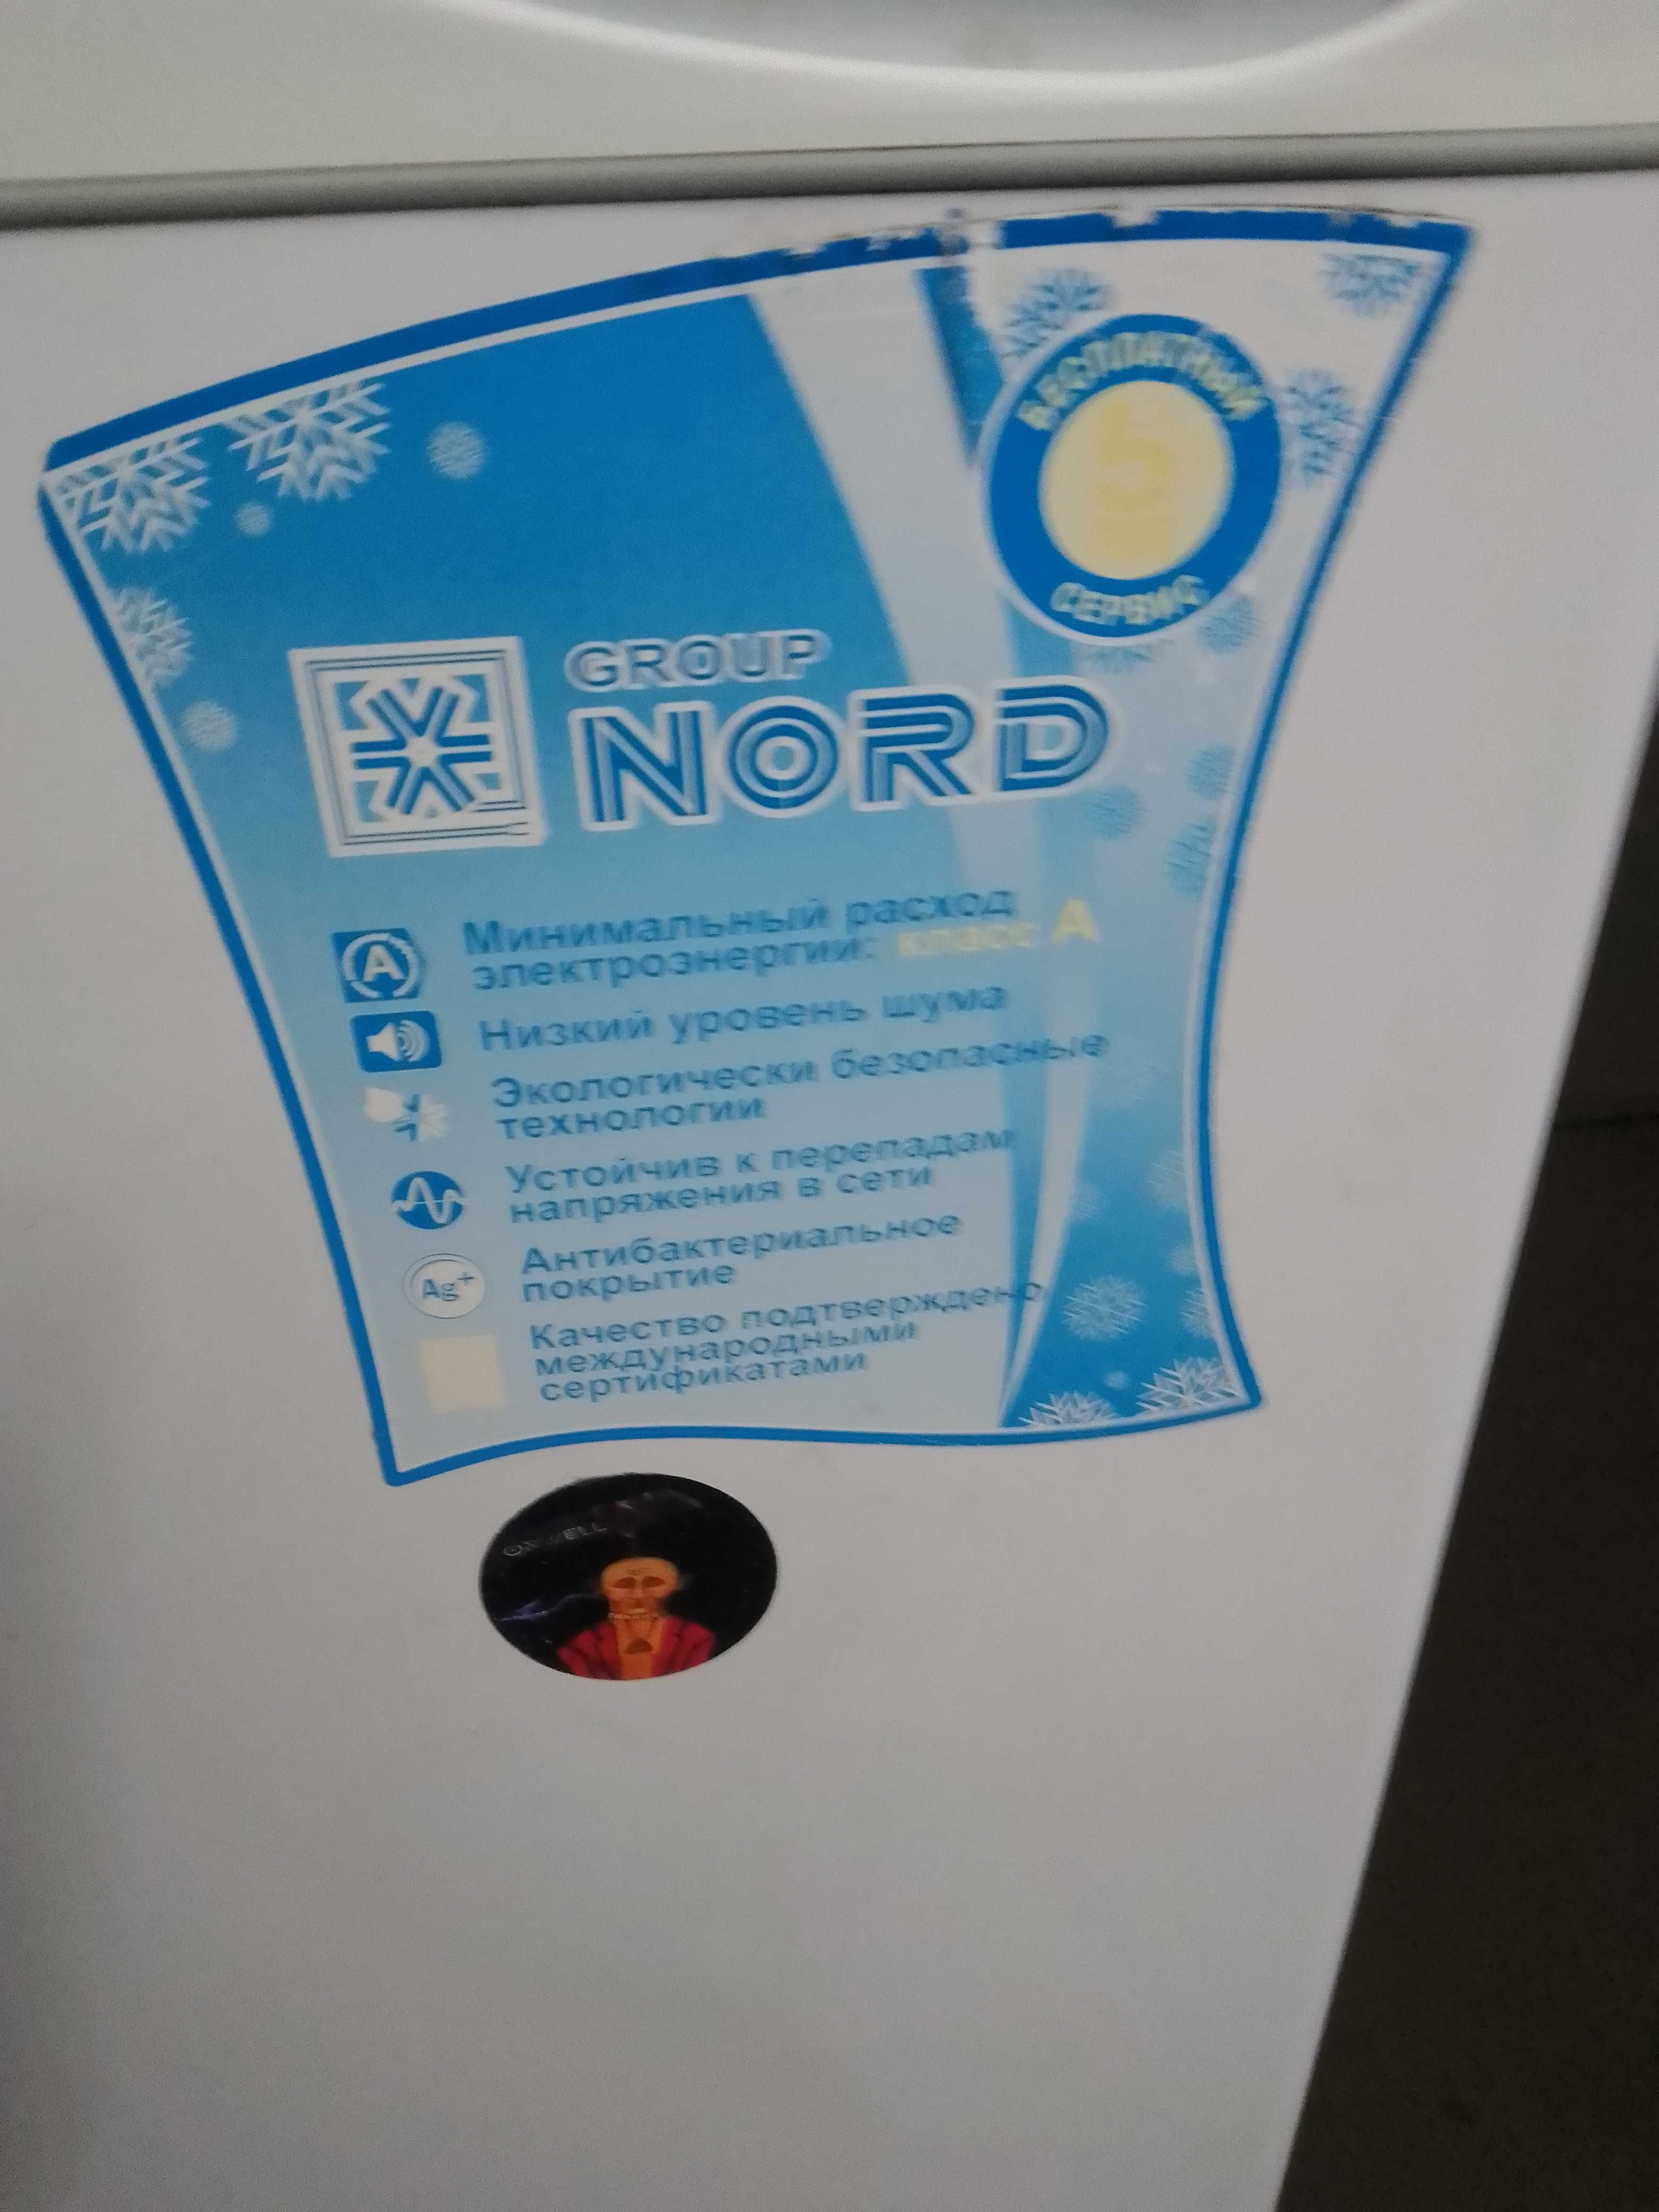 БЕСПЛАТНЫЙ
5
СЕРВИС
GROUP
NORD
A
Минимальный расход
электроэнергии: класс А
Низкий уровень шума
Экологически безопасные
технологии
Устойчив к перепадам
напряжения в сети
Ag+
Антибактериальное
покрытие
Качество подтверждено
международными
сертификатами